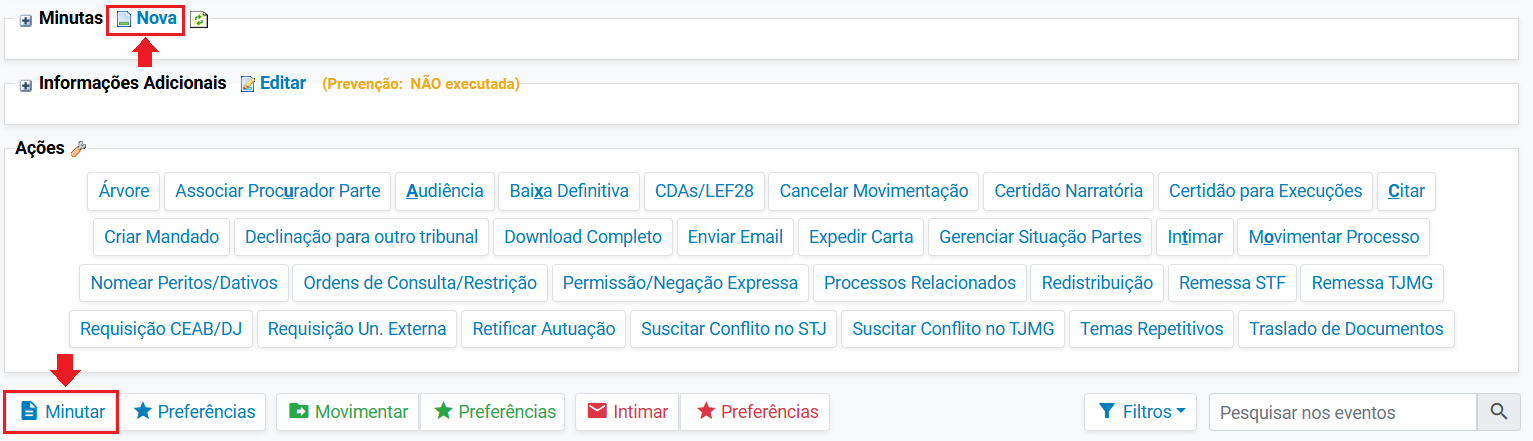 Minutas Nova
Informações Adicionais Editar (Prevenção: NÃO executada)
Ações
Árvore Associar Procurador Parte Audiência Baixa Definitiva CDAs/LEF28 Cancelar Movimentação Certidão Narratória Certidão para Execuções Citar
Criar Mandado Declinação para outro tribunal Download Completo Enviar Email Expedir Carta Gerenciar Situação Partes Intimar Movimentar Processo
Nomear Peritos/Dativos Ordens de Consulta/Restrição Permissão/Negação Expressa Processos Relacionados Redistribuição Remessa STF Remessa TJMG
Requisição CEAB/DJ Requisição Un. Externa Retificar Autuação Suscitar Conflito no STJ Suscitar Conflito no TJMG Temas Repetitivos Traslado de Documentos
Minutar Preferências Movimentar Preferências Intimar Preferências Filtros Pesquisar nos eventos